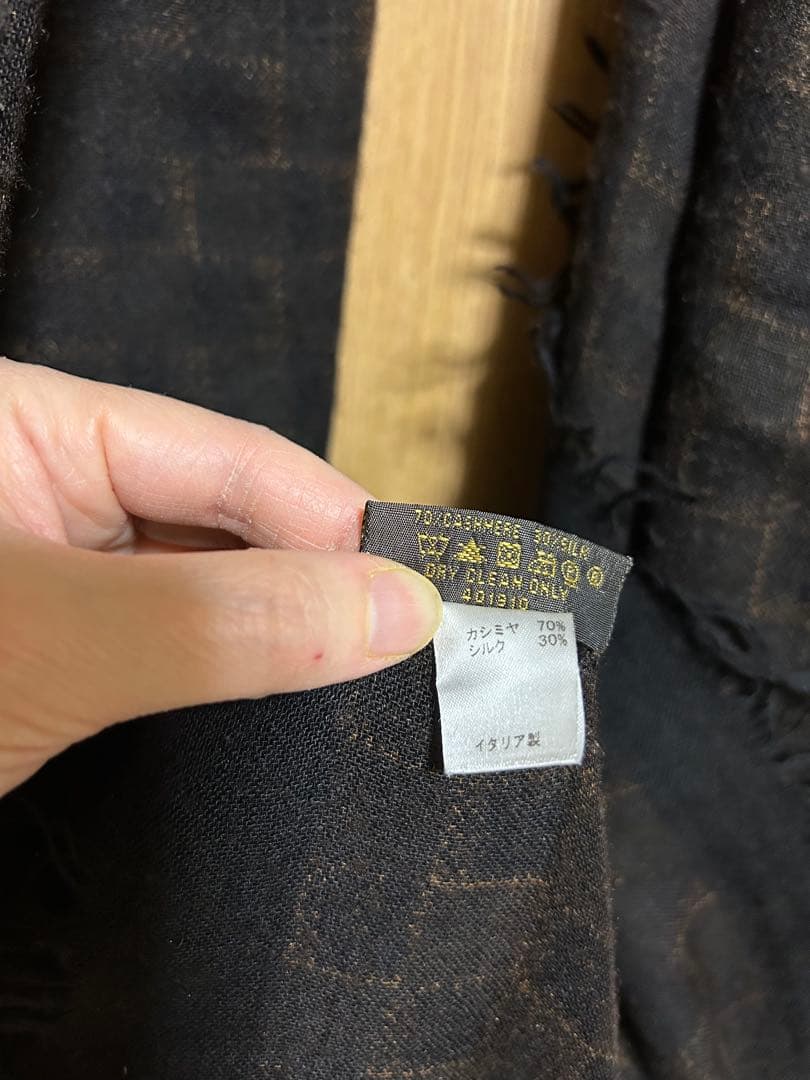 70%CASHMERE 30%SILK
DRY CLEAN ONLY
401910
カシミヤ 70%
シルク 30%
イタリア製